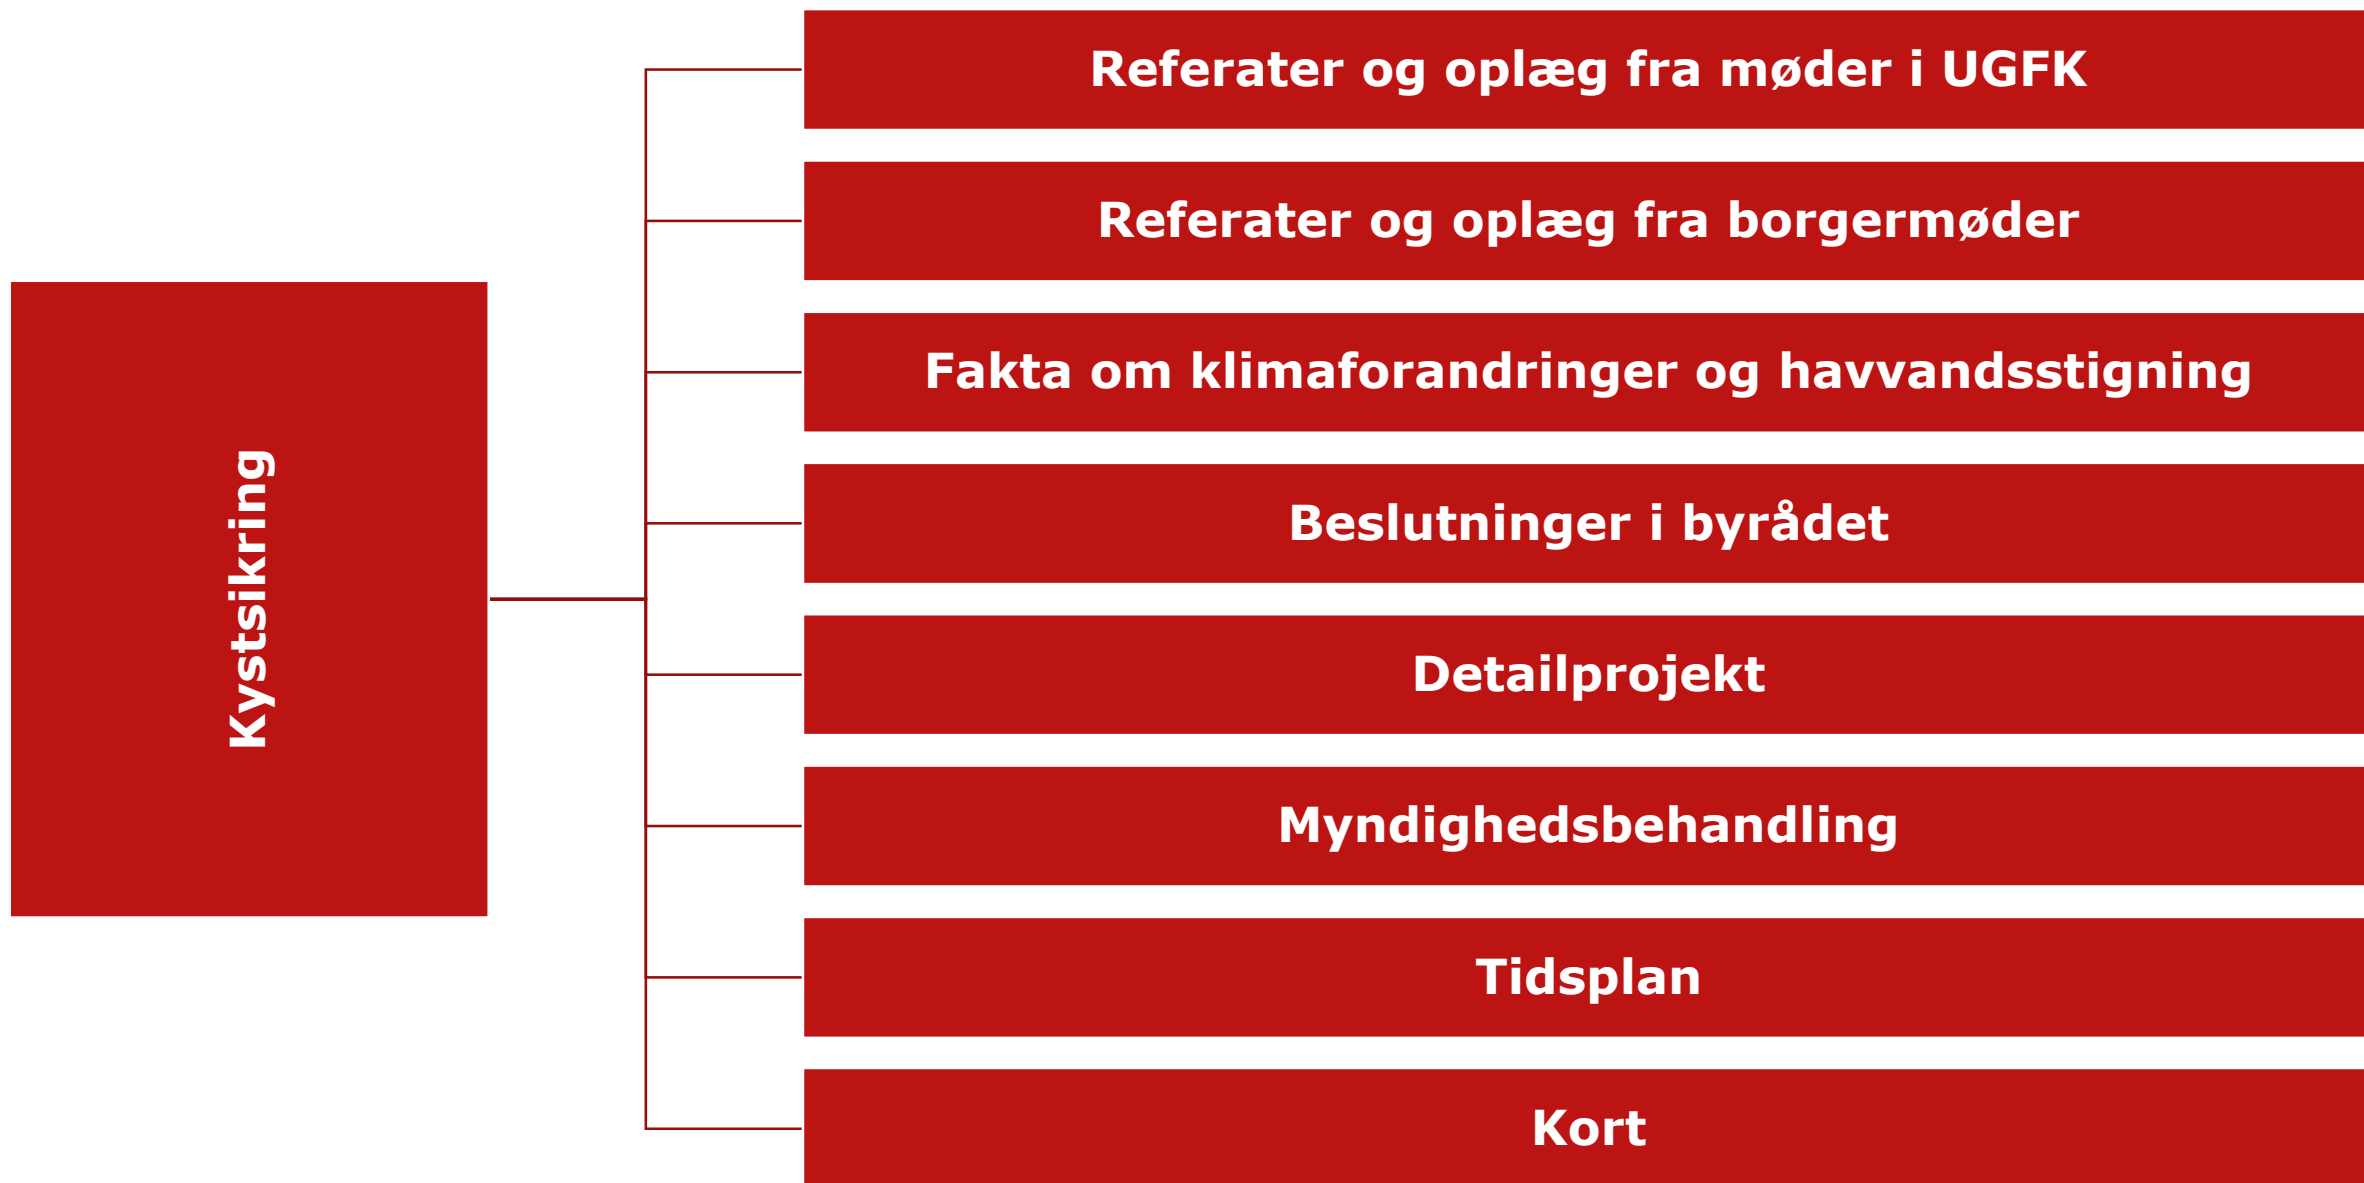 Kystsikring
Referater og oplæg fra møder i UGFK
Referater og oplæg fra borgermøder
Fakta om klimaforandringer og havvandsstigning
Beslutninger i byrådet
Detailprojekt
Myndighedsbehandling
Tidsplan
Kort